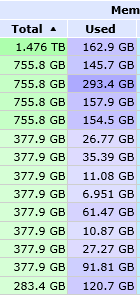 Mem
Total ▲ Used
1.476 TB 162.9 GB
755.8 GB 145.7 GB
755.8 GB 293.4 GB
755.8 GB 157.9 GB
755.8 GB 154.5 GB
377.9 GB 26.77 GB
377.9 GB 35.39 GB
377.9 GB 11.08 GB
377.9 GB 6.951 GB
377.9 GB 61.47 GB
377.9 GB 10.87 GB
377.9 GB 27.27 GB
377.9 GB 91.81 GB
283.4 GB 120.7 GB